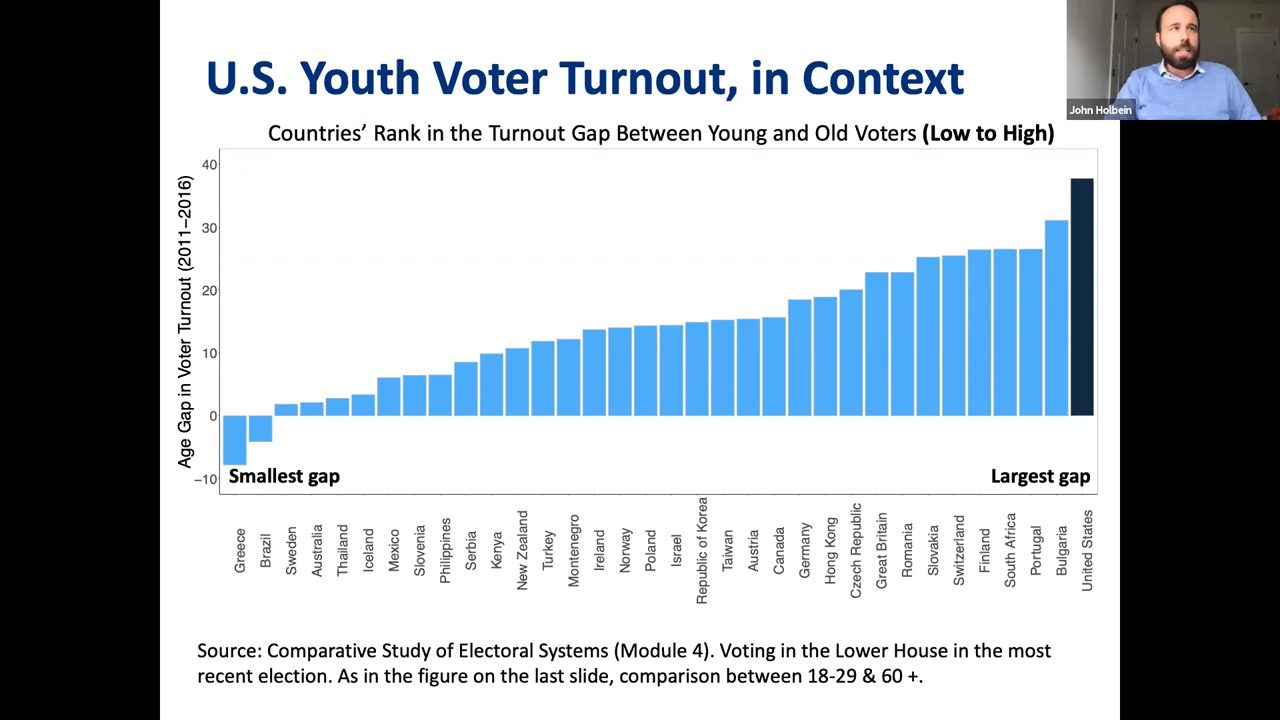 U.S. Youth Voter Turnout, in Context
John Holbein
Countries' Rank in the Turnout Gap Between Young and Old Voters (Low to High)
Age Gap in Voter Turnout (2011−2016)
40
30
20
10
0
−10
Smallest gap
Largest gap
Greece
Brazil
Sweden
Australia
Thailand
Iceland
Mexico
Slovenia
Philippines
Serbia
Kenya
New Zealand
Turkey
Montenegro
Ireland
Norway
Poland
Israel
Republic of Korea
Taiwan
Austria
Canada
Germany
Hong Kong
Czech Republic
Great Britain
Romania
Slovakia
Switzerland
Finland
South Africa
Portugal
Bulgaria
United States
Source: Comparative Study of Electoral Systems (Module 4). Voting in the Lower House in the most
recent election. As in the figure on the last slide, comparison between 18-29 & 60 +.